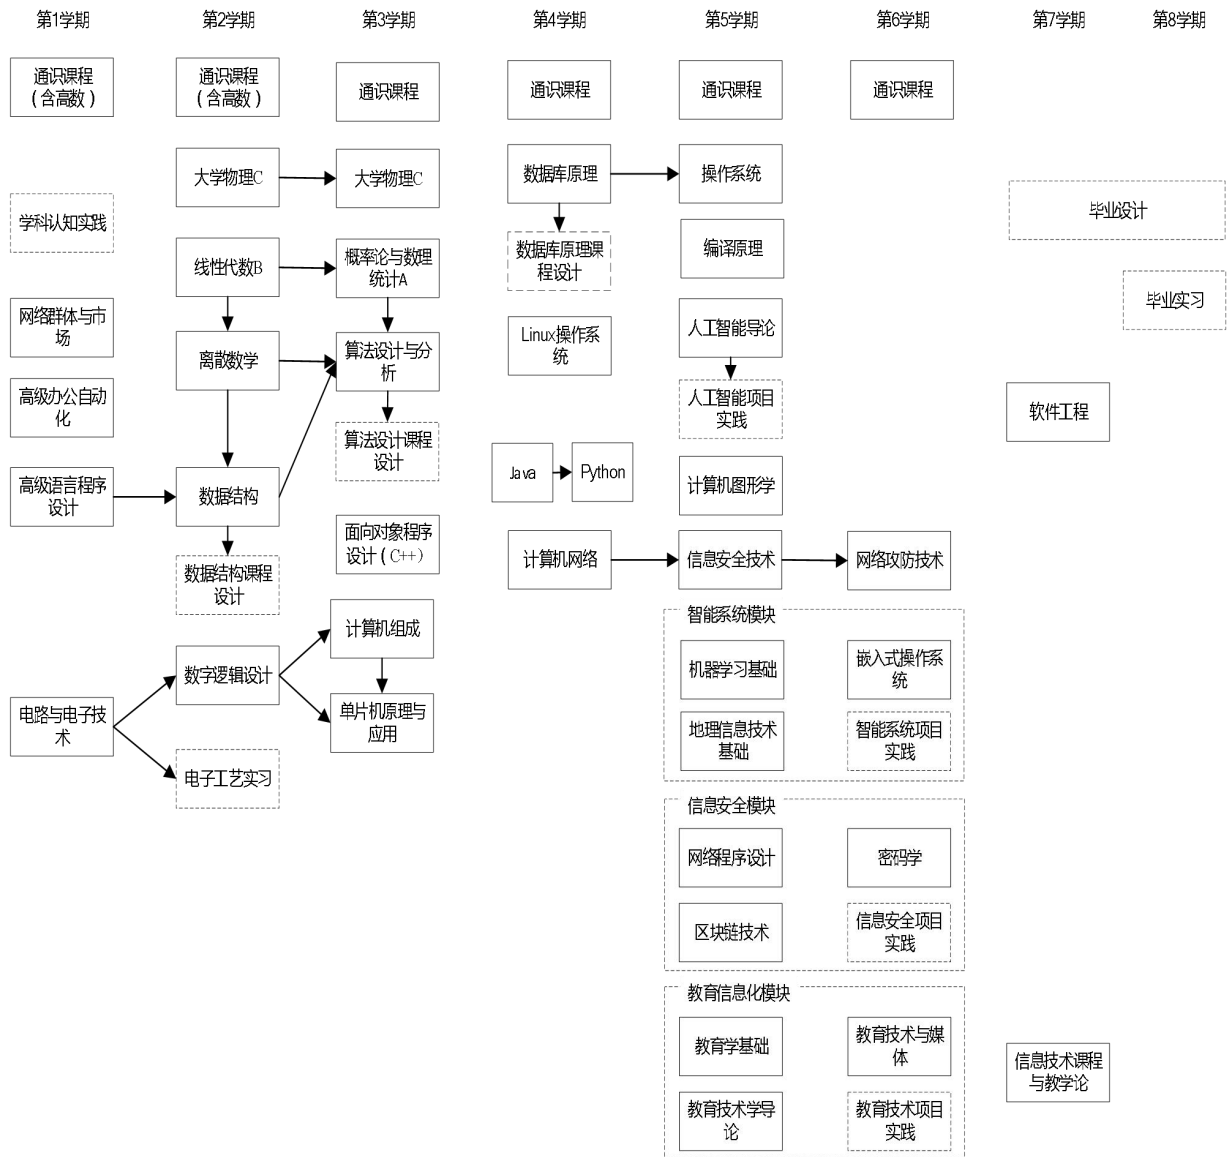 第1学期
第2学期
第3学期
第4学期
第5学期
第6学期
第7学期
第8学期
通识课程
（含高数）
通识课程
（含高数）
通识课程
通识课程
通识课程
通识课程
大学物理C
大学物理C
数据库原理
操作系统
学科认知实践
毕业设计
线性代数B
概率论与数理
统计A
数据库原理课
程设计
编译原理
毕业实习
网络群体与市
场
离散数学
算法设计与分
析
Linux操作系
统
人工智能导论
高级办公自动
化
算法设计课程
设计
人工智能项目
实践
软件工程
高级语言程序
设计
数据结构
Java
Python
计算机图形学
面向对象程序
设计（C++）
计算机网络
信息安全技术
网络攻防技术
数据结构课程
设计
智能系统模块
计算机组成
数字逻辑设计
机器学习基础
嵌入式操作系
统
电路与电子技
术
单片机原理与
应用
地理信息技术
基础
智能系统项目
实践
电子工艺实习
信息安全模块
网络程序设计
密码学
区块链技术
信息安全项目
实践
教育信息化模块
教育学基础
教育技术与媒
体
信息技术课程
与教学论
教育技术学导
论
教育技术项目
实践